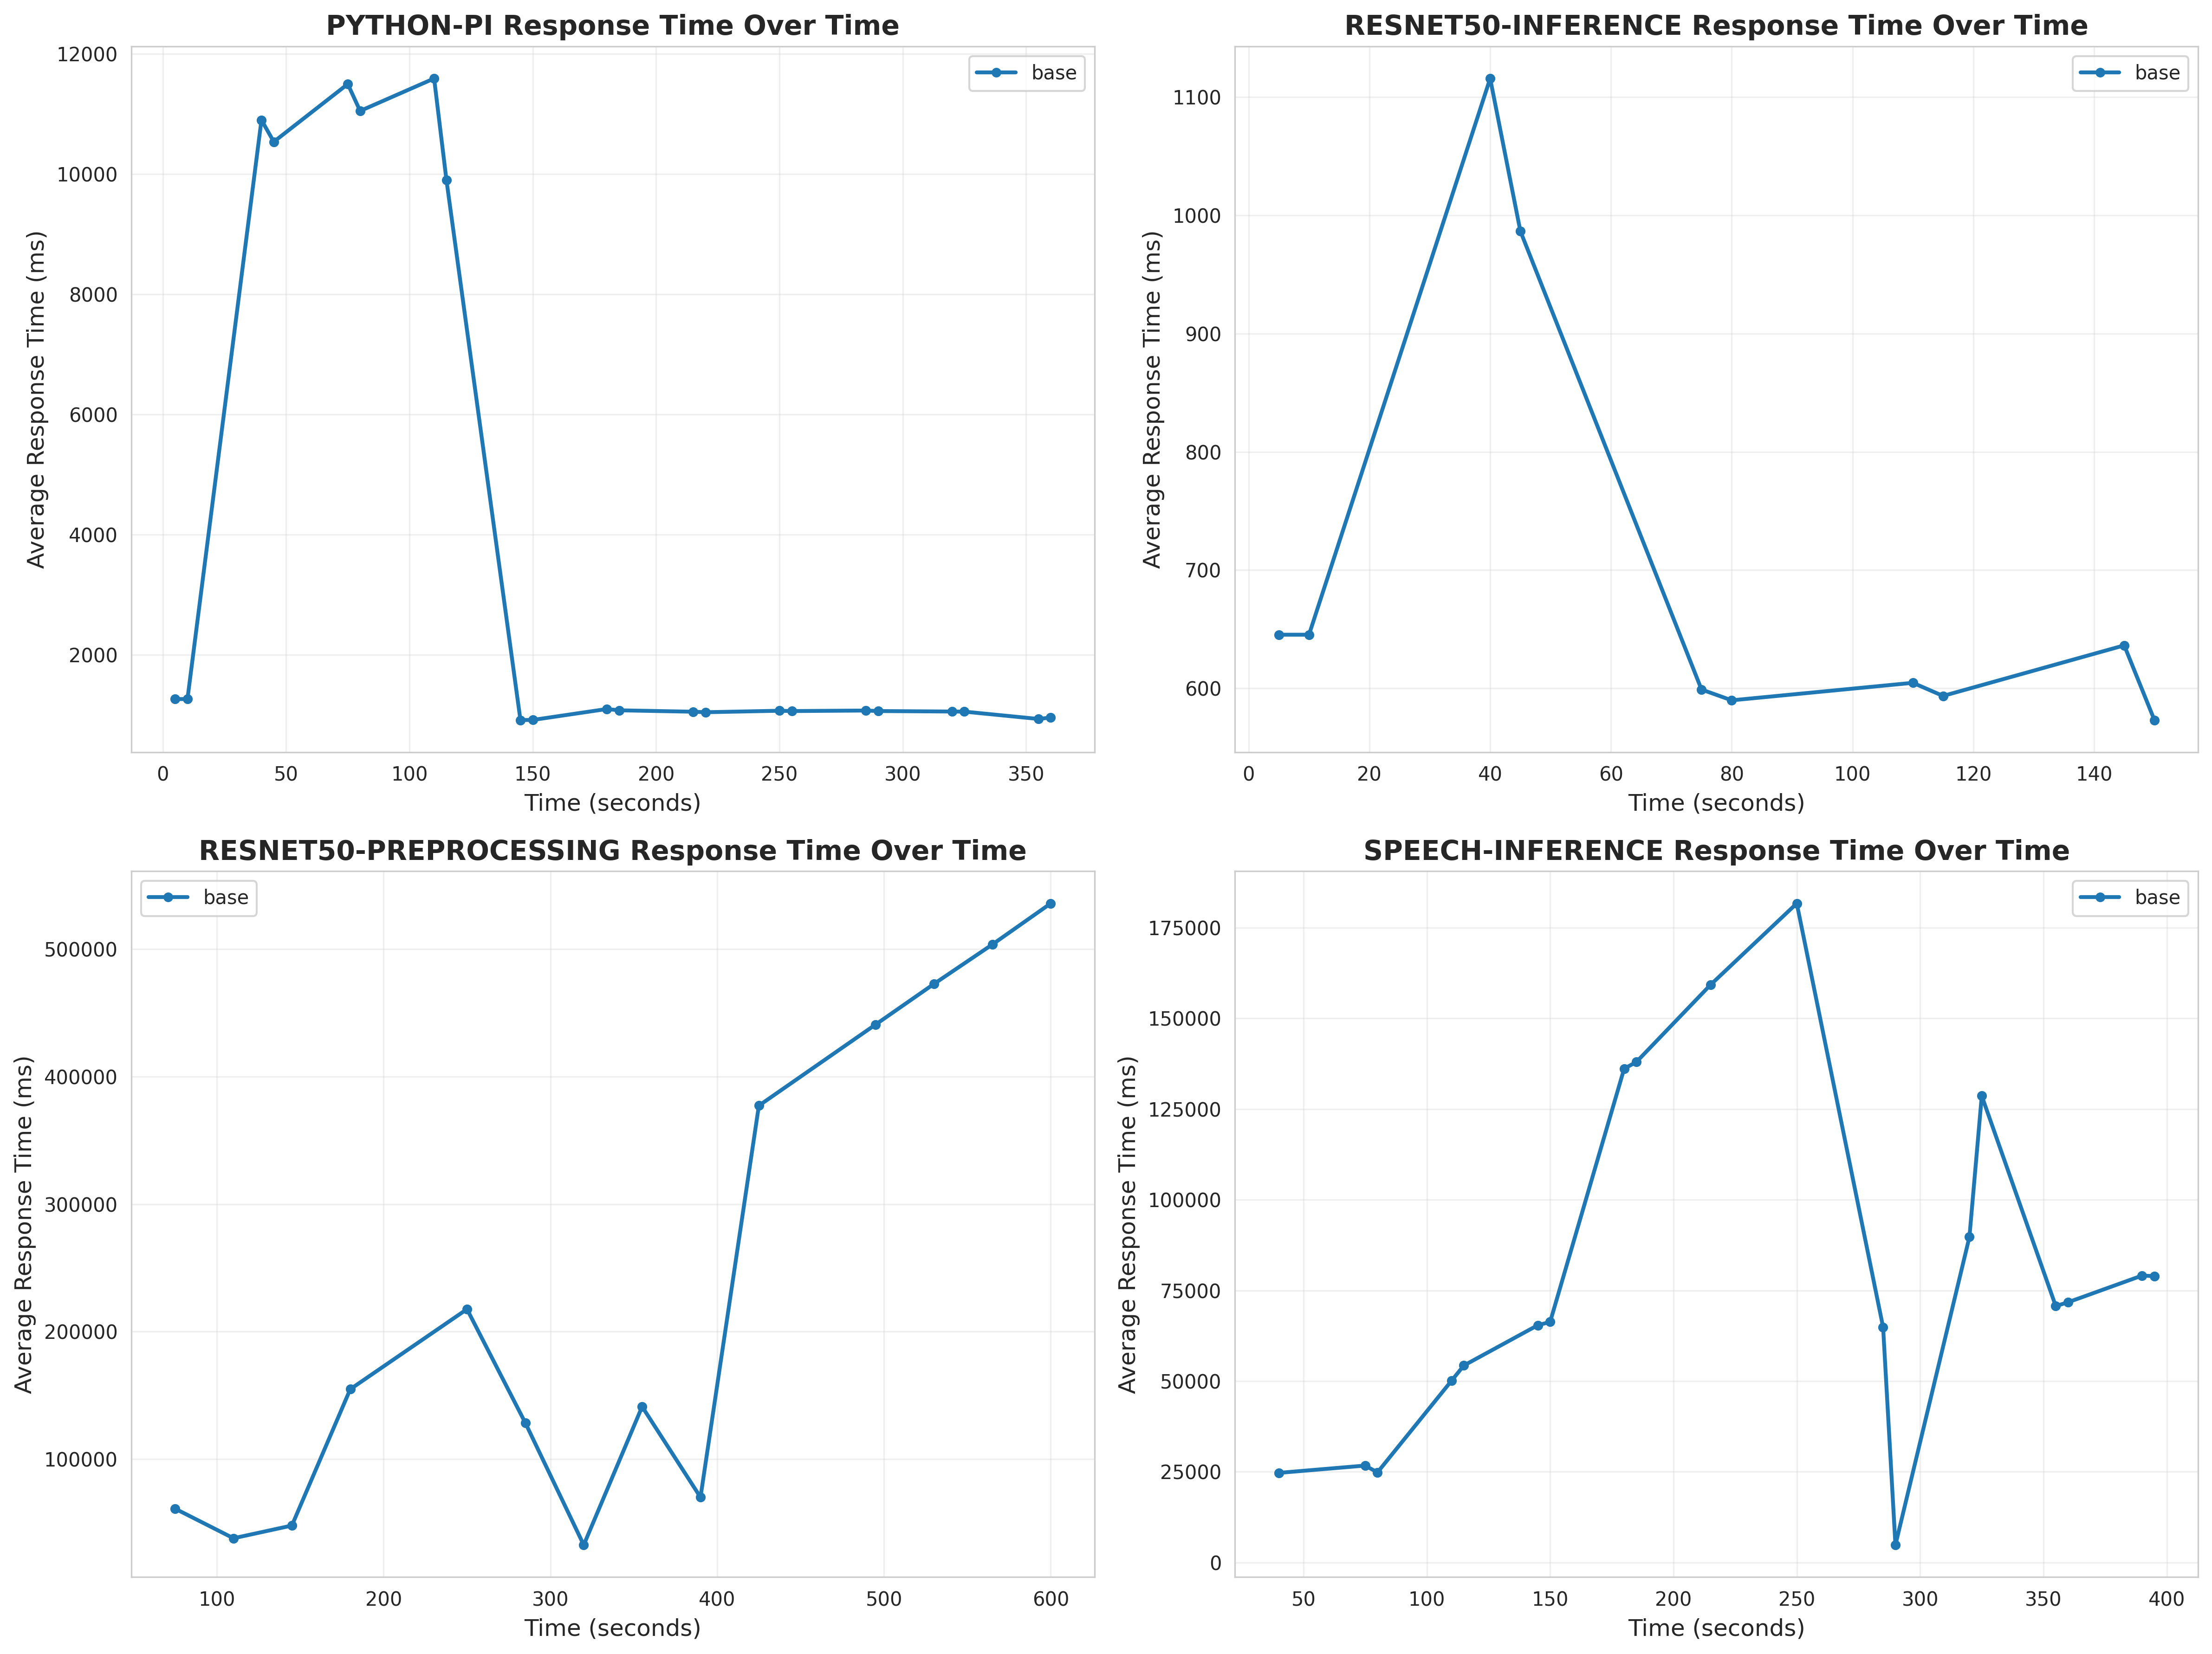 PYTHON-PI Response Time Over Time
12000
10000
8000
6000
4000
2000
Average Response Time (ms)
base
0 50 100 150 200 250 300 350
Time (seconds)
RESNET50-INFERENCE Response Time Over Time
1100
1000
900
800
700
600
Average Response Time (ms)
base
0 20 40 60 80 100 120 140
Time (seconds)
RESNET50-PREPROCESSING Response Time Over Time
500000
400000
300000
200000
100000
Average Response Time (ms)
base
100 200 300 400 500 600
Time (seconds)
SPEECH-INFERENCE Response Time Over Time
175000
150000
125000
100000
75000
50000
25000
0
Average Response Time (ms)
base
50 100 150 200 250 300 350 400
Time (seconds)